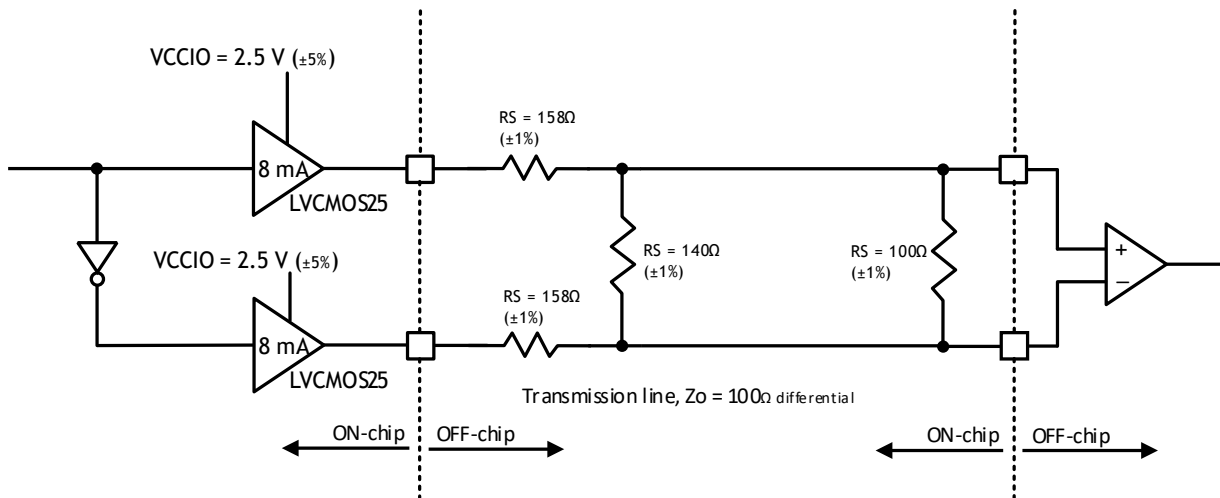 VCCIO = 2.5 V (±5%)
8 mA
LVCMOS25
RS = 158Ω
(±1%)
VCCIO = 2.5 V (±5%)
8 mA
LVCMOS25
RS = 158Ω
(±1%)
RS = 140Ω
(±1%)
RS = 100Ω
(±1%)
+
−
Transmission line, Zo = 100Ω differential
ON-chip
OFF-chip
ON-chip
OFF-chip